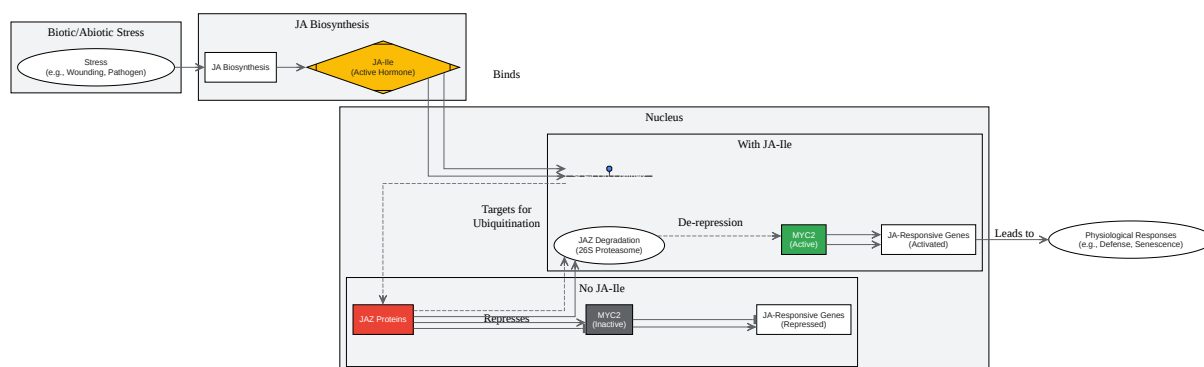 Biotic/Abiotic Stress
Stress
(e.g., Wounding, Pathogen)
JA Biosynthesis
JA Biosynthesis
JA-Ile
(Active Hormone)
Binds
Nucleus
With JA-Ile
Targets for
Ubiquitination
JAZ Degradation
(26S Proteasome)
De-repression
MYC2
(Active)
JA-Responsive Genes
(Activated)
Leads to
Physiological Responses
(e.g., Defense, Senescence)
No JA-Ile
JAZ Proteins
Represses
MYC2
(Inactive)
JA-Responsive Genes
(Repressed)